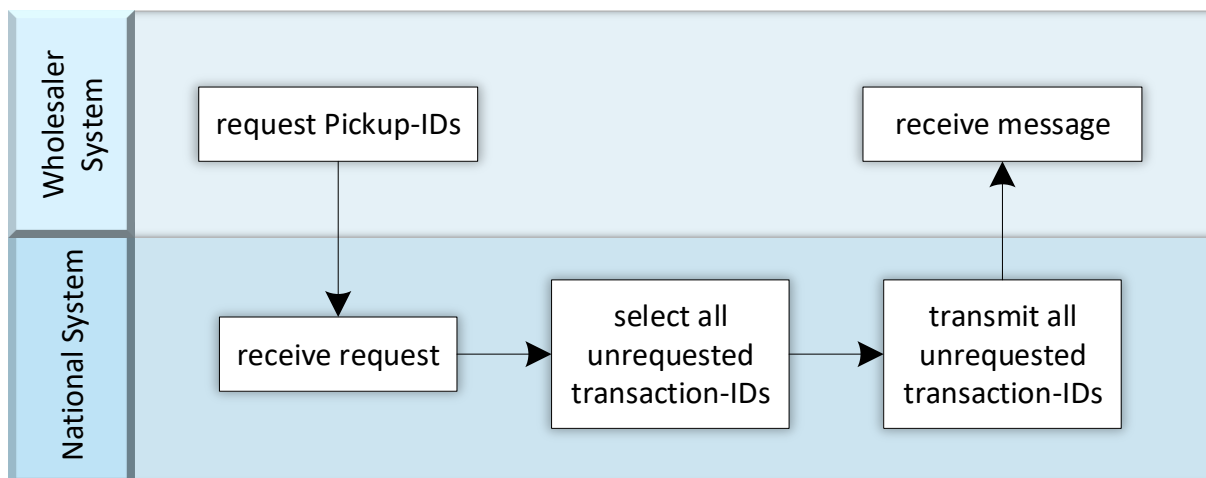 Wholesaler
System
request Pickup-IDs
receive message
National System
receive request
select all
unrequested
transaction-IDs
transmit all
unrequested
transaction-IDs